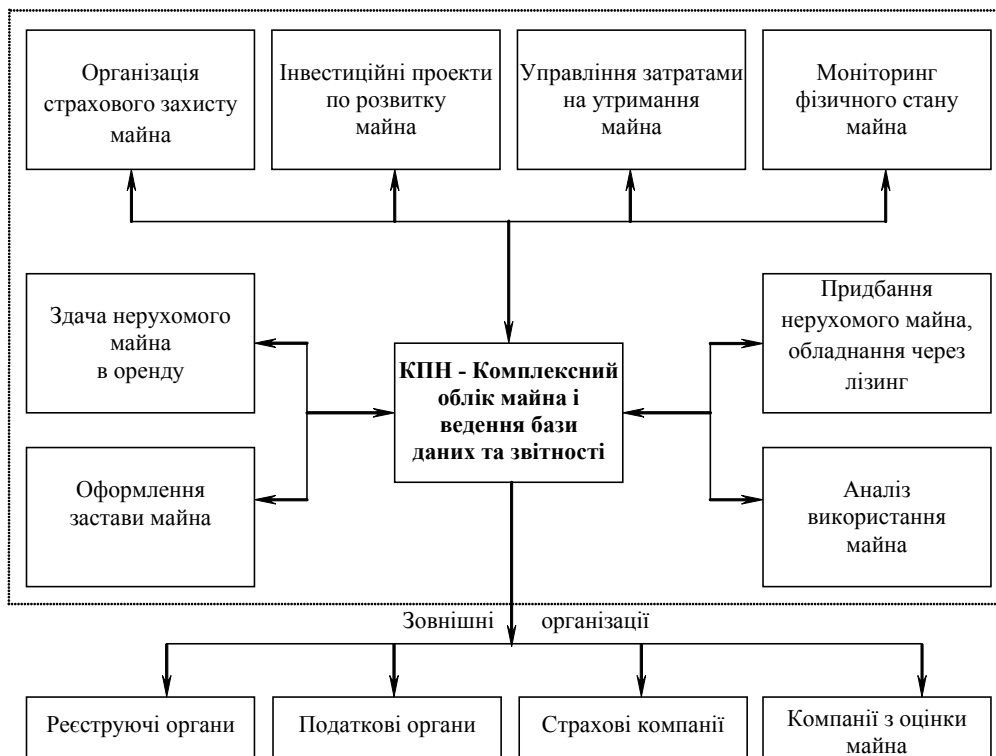 Організація
страхового захисту
майна
Інвестиційні проекти
по розвитку
майна
Управління затратами
на утримання
майна
Моніторинг
фізичного стану
майна
Здача нерухомого
майна
в оренду
КПН - Комплексний
облік майна і
ведення бази
даних та звітності
Придбання
нерухомого майна,
обладнання через
лізинг
Оформлення
застави майна
Аналіз
використання
майна
Зовнішні організації
Реєструючі органи
Податкові органи
Страхові компанії
Компанії з оцінки
майна